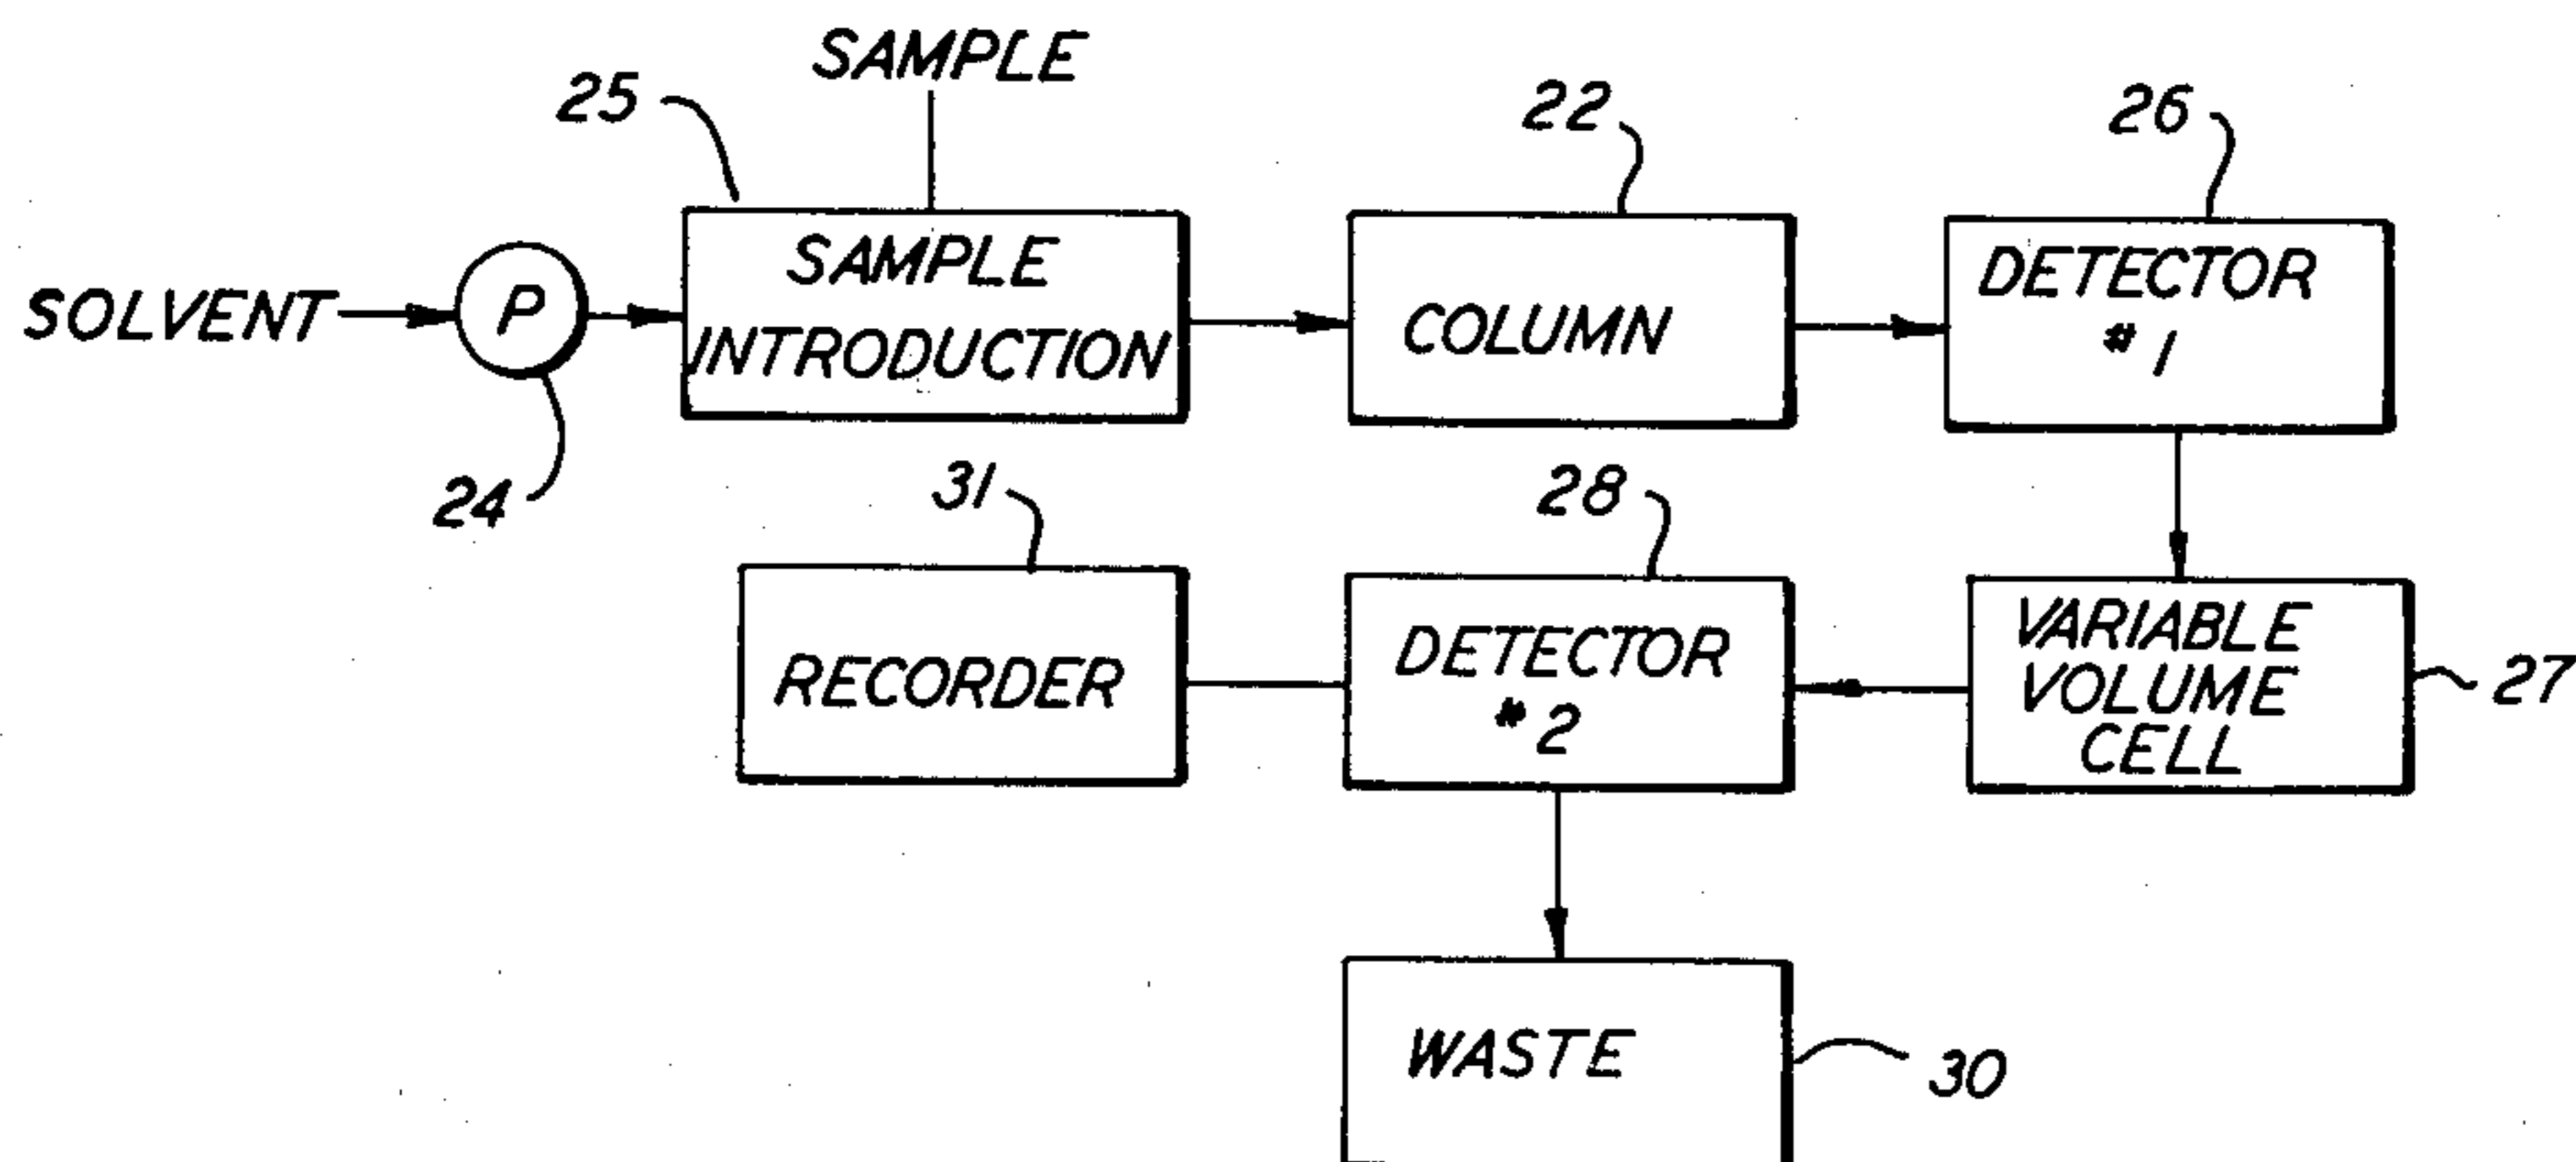 SAMPLE
25
22
26
SOLVENT
P
SAMPLE
INTRODUCTION
COLUMN
DETECTOR
# 1
24
31
28
RECORDER
DETECTOR
# 2
VARIABLE
VOLUME
CELL
27
WASTE
30